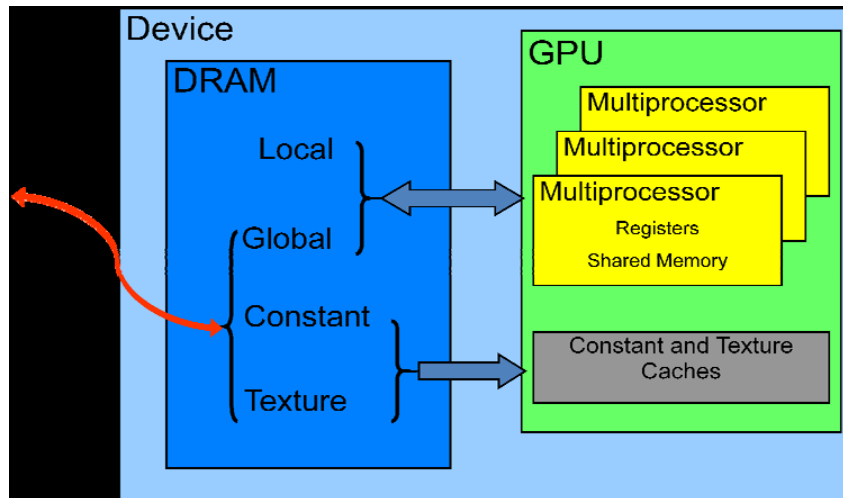 Device
DRAM
Local
Global
Constant
Texture
GPU
Multiprocessor
Multiprocessor
Multiprocessor
Registers
Shared Memory
Constant and Texture
Caches